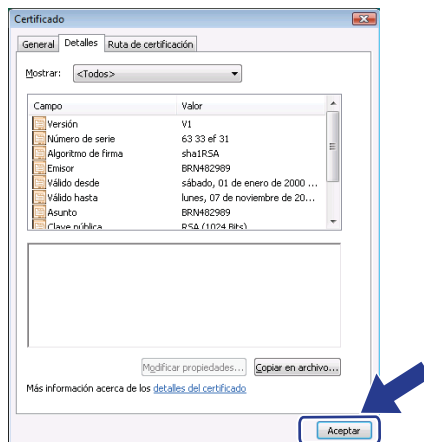 Certificado
General Detalles Ruta de certificación
Mostrar: <Todos>
Campo Valor
Versión V1
Número de serie 63 33 ef 31
Algoritmo de firma sha1RSA
Emisor BRN482989
Válido desde sábado, 01 de enero de 2000 ...
Válido hasta lunes, 07 de noviembre de 20...
Asunto BRN482989
Clave pública RSA (1024 Bits)
Modificar propiedades... Copiar en archivo...
Más información acerca de los detalles del certificado
Aceptar